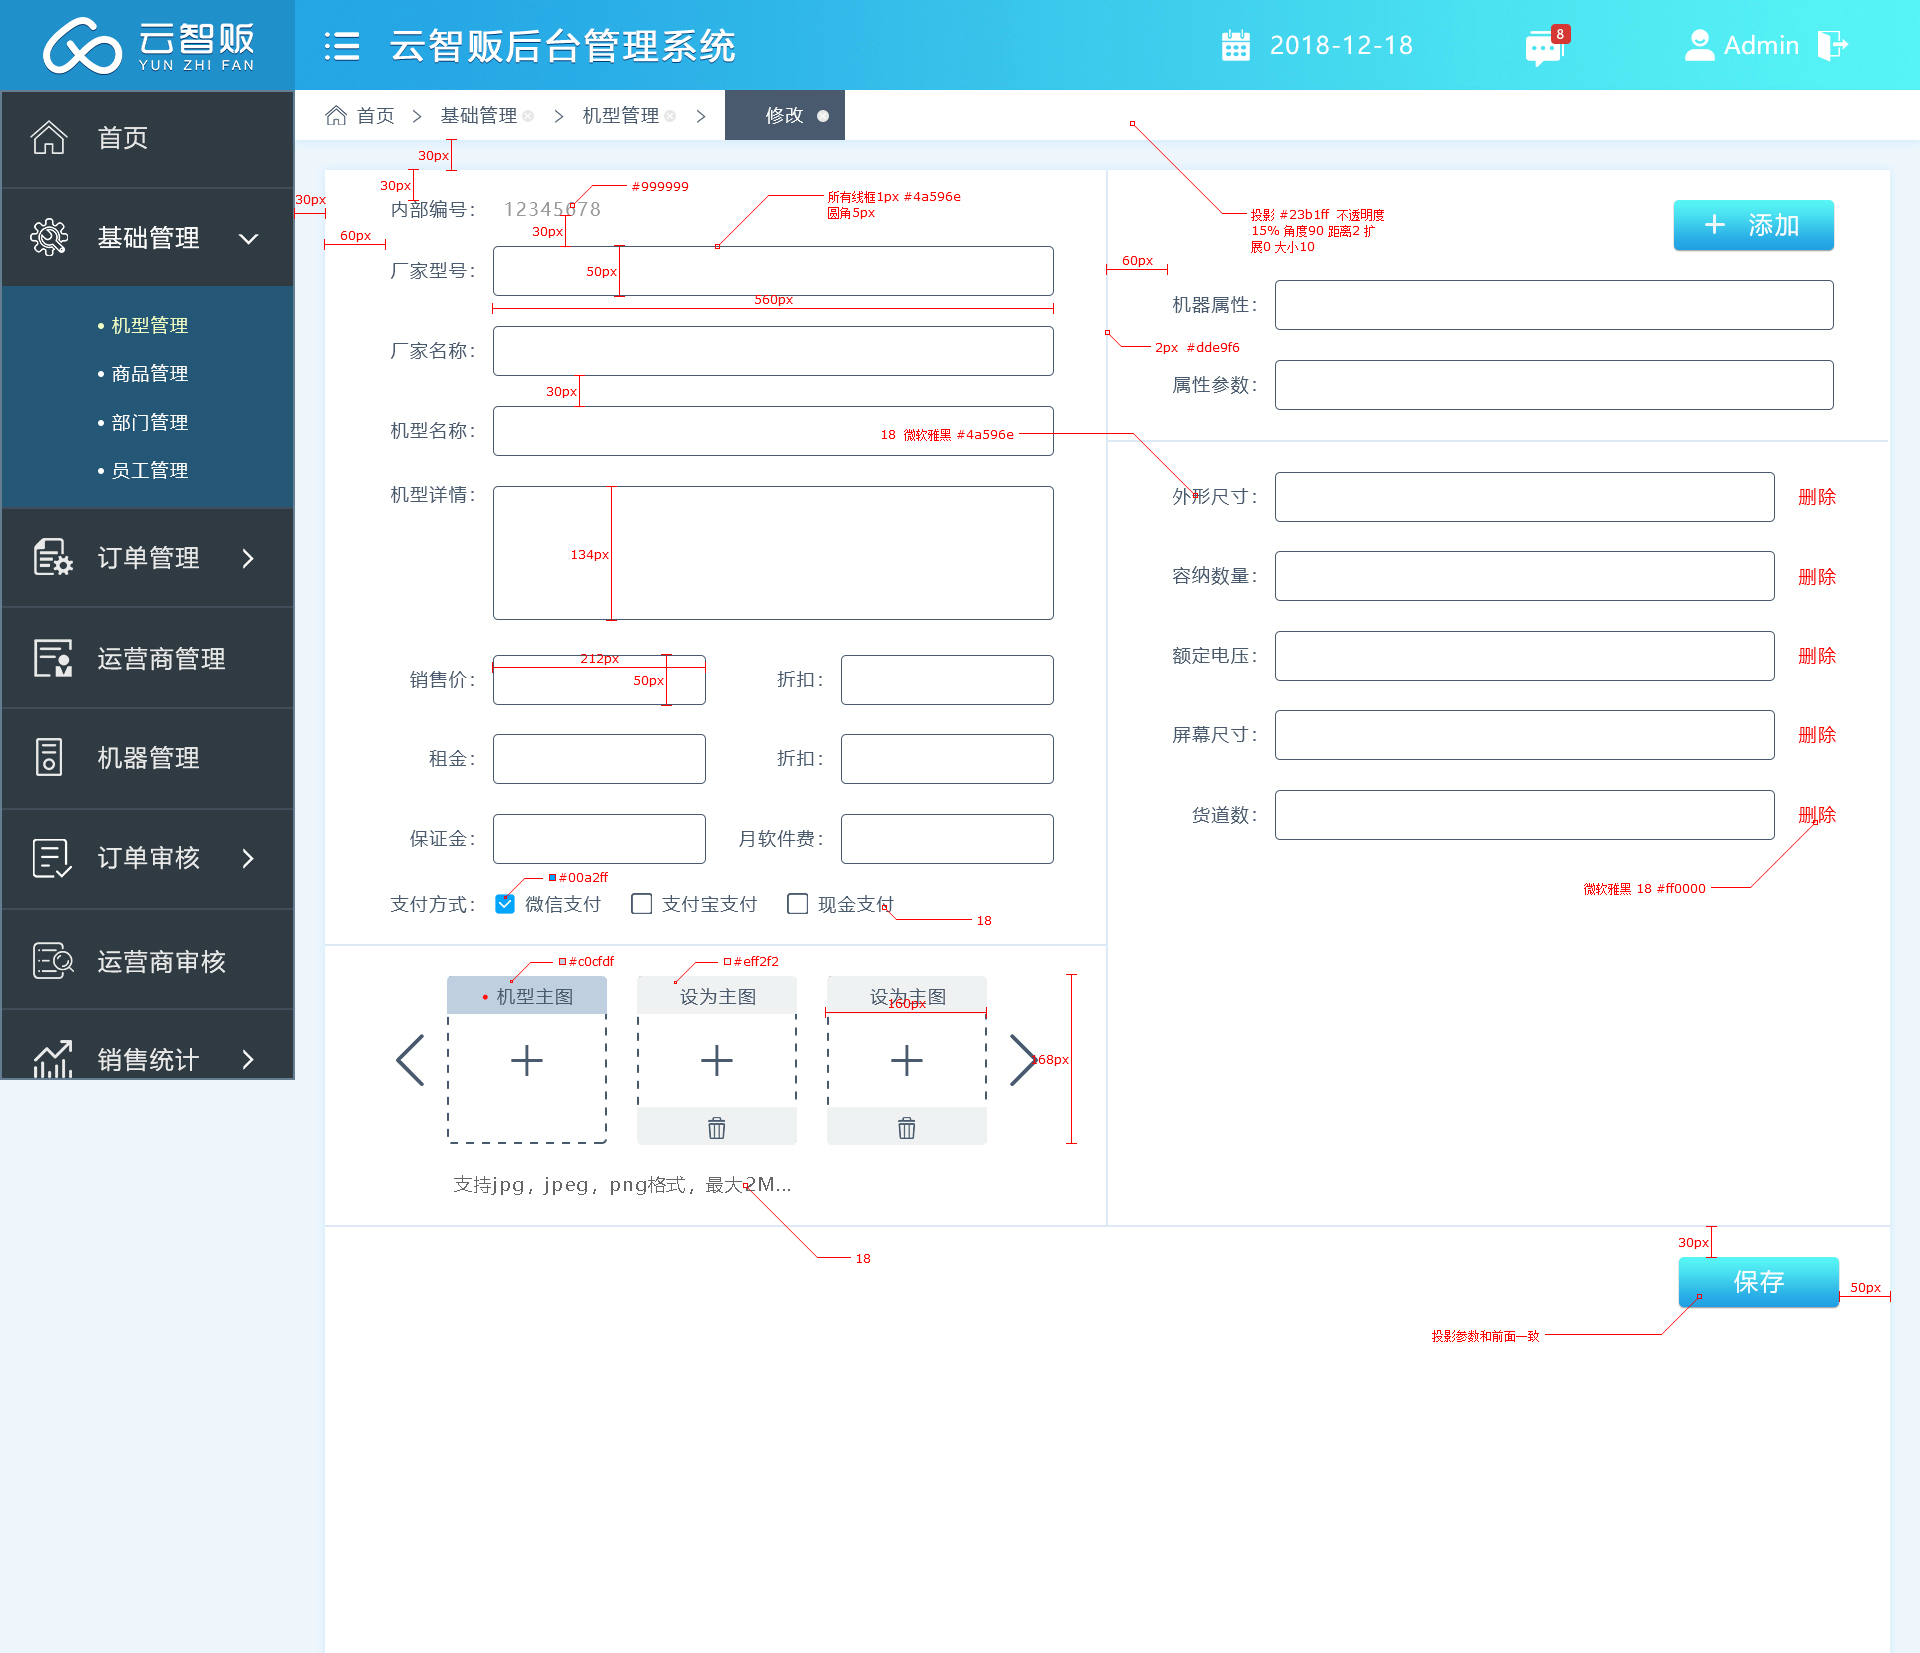 云智贩
YUN ZHI FAN
云智贩后台管理系统
2018-12-18
8
Admin
首页
基础管理
机型管理
修改
首页
基础管理
• 机型管理
• 商品管理
• 部门管理
• 员工管理
订单管理
运营商管理
机器管理
订单审核
运营商审核
销售统计
30px
30px
30px
60px
#999999
内部编号：
12345678
30px
所有线框1px #4a596e
圆角5px
厂家型号：
50px
560px
厂家名称：
30px
机型名称：
18 微软雅黑 #4a596e
机型详情：
134px
销售价：
212px
50px
折扣：
租金：
折扣：
保证金：
月软件费：
#00a2ff
支付方式：
微信支付
支付宝支付
现金支付
18
#c0cfdf
#eff2f2
• 机型主图
设为主图
设为主图
160px
168px
支持jpg，jpeg，png格式，最大2M...
18
投影 #23b1ff 不透明度
15% 角度90 距离2 扩
展0 大小10
+ 添加
60px
机器属性：
2px #dde9f6
属性参数：
外形尺寸：
删除
容纳数量：
删除
额定电压：
删除
屏幕尺寸：
删除
货道数：
删除
微软雅黑 18 #ff0000
30px
保存
50px
投影参数和前面一致